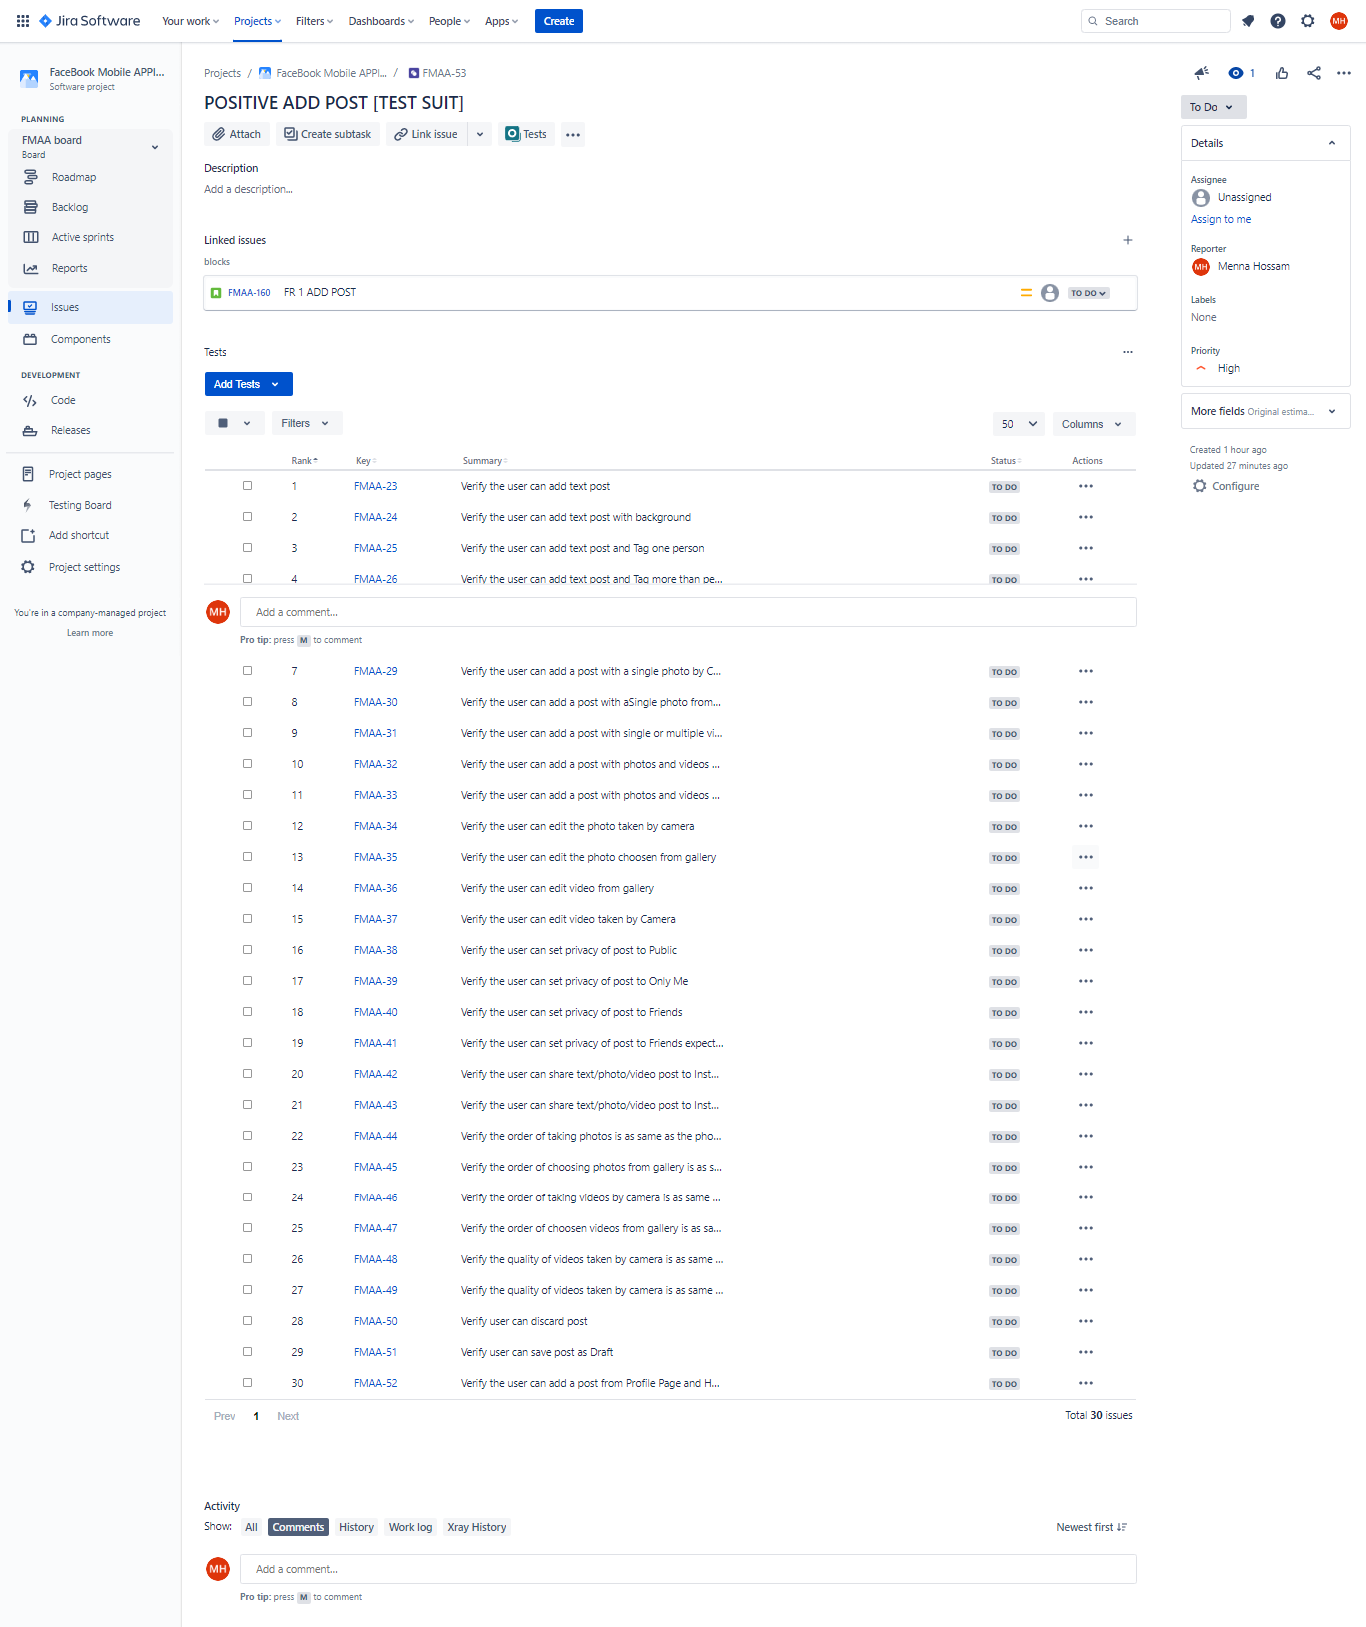 Jira Software Your work Projects Filters Dashboards People Apps Create Search MH
FaceBook Mobile APPl...
Software project
PLANNING
FMAA board
Board
Roadmap
Backlog
Active sprints
Reports
Issues
Components
DEVELOPMENT
Code
Releases
Project pages
Testing Board
Add shortcut
Project settings
You're in a company-managed project
Learn more
Projects / FaceBook Mobile APPl... / FMAA-53
1
POSITIVE ADD POST [TEST SUIT]
Attach Create subtask Link issue Tests
Description
Add a description...
Linked issues
blocks
FMAA-160 FR 1 ADD POST TO DO
Tests
Add Tests
Filters 50 Columns
Rank Key Summary Status Actions
1 FMAA-23 Verify the user can add text post TO DO
2 FMAA-24 Verify the user can add text post with background TO DO
3 FMAA-25 Verify the user can add text post and Tag one person TO DO
4 FMAA-26 Verify the user can add text post and Tag more than pe... TO DO
MH Add a comment...
Pro tip: press M to comment
7 FMAA-29 Verify the user can add a post with a single photo by C... TO DO
8 FMAA-30 Verify the user can add a post with aSingle photo from... TO DO
9 FMAA-31 Verify the user can add a post with single or multiple vi... TO DO
10 FMAA-32 Verify the user can add a post with photos and videos ... TO DO
11 FMAA-33 Verify the user can add a post with photos and videos ... TO DO
12 FMAA-34 Verify the user can edit the photo taken by camera TO DO
13 FMAA-35 Verify the user can edit the photo choosen from gallery TO DO
14 FMAA-36 Verify the user can edit video from gallery TO DO
15 FMAA-37 Verify the user can edit video taken by Camera TO DO
16 FMAA-38 Verify the user can set privacy of post to Public TO DO
17 FMAA-39 Verify the user can set privacy of post to Only Me TO DO
18 FMAA-40 Verify the user can set privacy of post to Friends TO DO
19 FMAA-41 Verify the user can set privacy of post to Friends expect... TO DO
20 FMAA-42 Verify the user can share text/photo/video post to Inst... TO DO
21 FMAA-43 Verify the user can share text/photo/video post to Inst... TO DO
22 FMAA-44 Verify the order of taking photos is as same as the pho... TO DO
23 FMAA-45 Verify the order of choosing photos from gallery is as s... TO DO
24 FMAA-46 Verify the order of taking videos by camera is as same ... TO DO
25 FMAA-47 Verify the order of choosen videos from gallery is as sa... TO DO
26 FMAA-48 Verify the quality of videos taken by camera is as same ... TO DO
27 FMAA-49 Verify the quality of videos taken by camera is as same ... TO DO
28 FMAA-50 Verify user can discard post TO DO
29 FMAA-51 Verify user can save post as Draft TO DO
30 FMAA-52 Verify the user can add a post from Profile Page and H... TO DO
Prev 1 Next Total 30 issues
Activity
Show: All Comments History Work log Xray History Newest first
MH Add a comment...
Pro tip: press M to comment
To Do
Details
Assignee
Unassigned
Assign to me
Reporter
MH Menna Hossam
Labels
None
Priority
High
More fields Original estima...
Created 1 hour ago
Updated 27 minutes ago
Configure